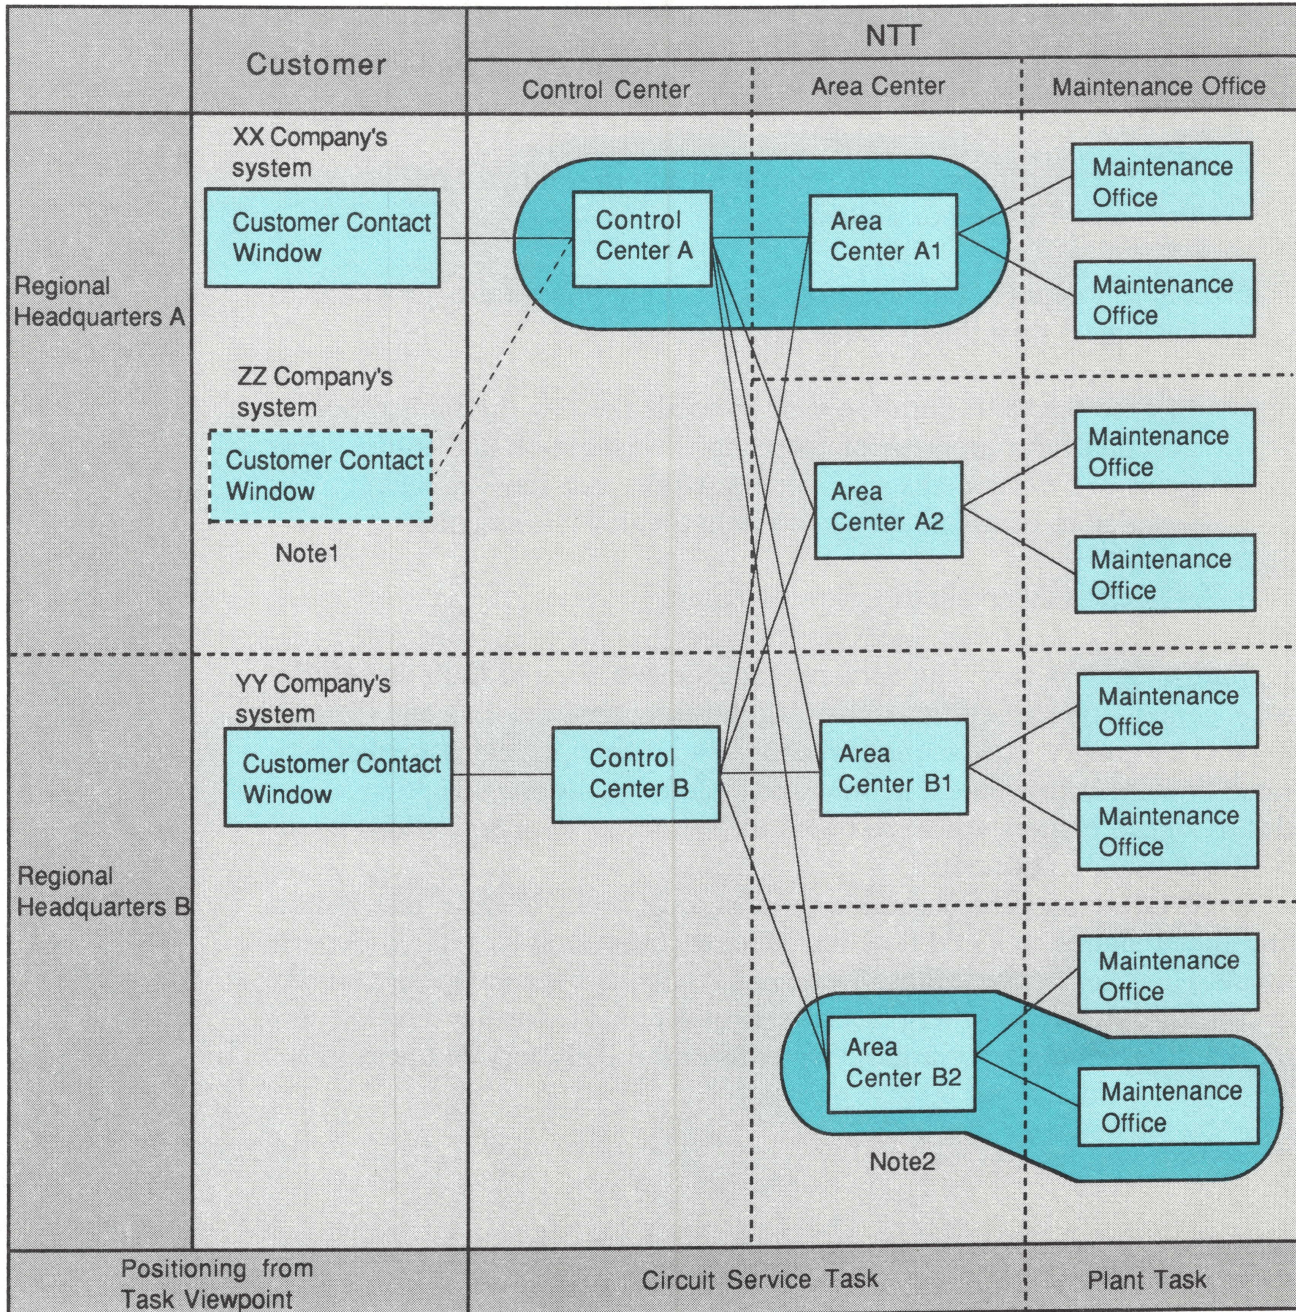 NTT
Customer
Control Center
Area Center
Maintenance Office
Regional
Headquarters A
XX Company's
system
Customer Contact
Window
Control
Center A
Area
Center A1
Maintenance
Office
Maintenance
Office
ZZ Company's
system
Customer Contact
Window
Note1
Area
Center A2
Maintenance
Office
Maintenance
Office
Regional
Headquarters B
YY Company's
system
Customer Contact
Window
Control
Center B
Area
Center B1
Maintenance
Office
Maintenance
Office
Area
Center B2
Note2
Maintenance
Office
Maintenance
Office
Positioning from
Task Viewpoint
Circuit Service Task
Plant Task